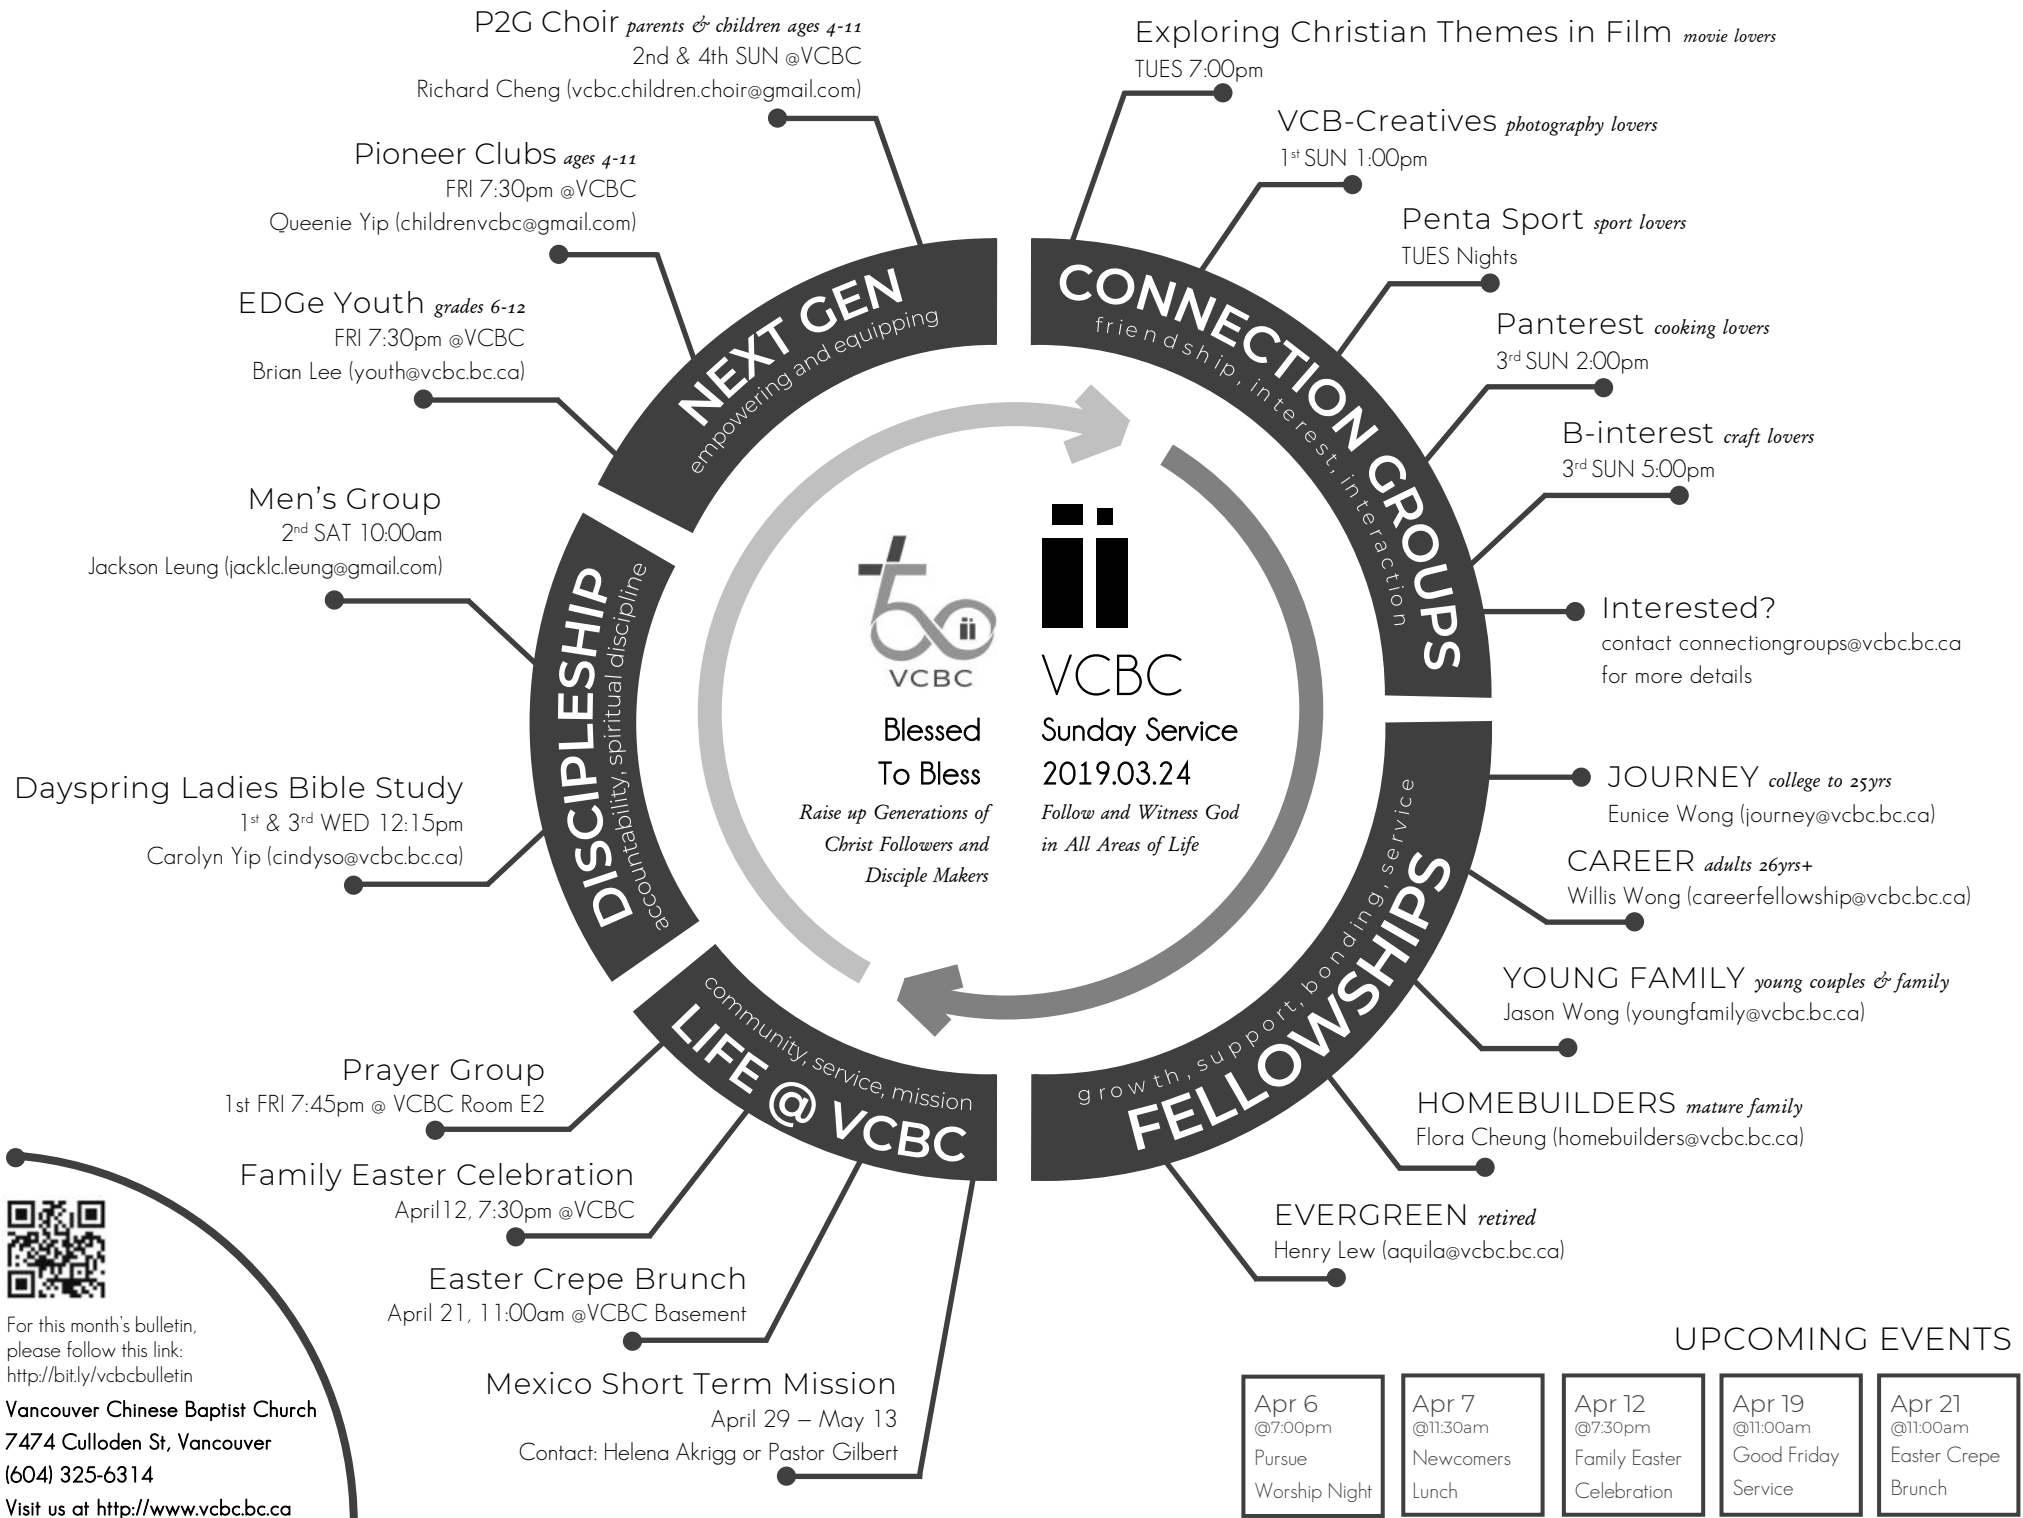 P2G Choir parents & children ages 4-11
2nd & 4th SUN @VCBC
Richard Cheng (vcbc.children.choir@gmail.com)
Pioneer Clubs ages 4-11
FRI 7:30pm @VCBC
Queenie Yip (childrenvcbc@gmail.com)
EDGe Youth grades 6-12
FRI 7:30pm @VCBC
Brian Lee (youth@vcbc.bc.ca)
NEXT GEN
empowering and equipping
Men's Group
2nd SAT 10:00am
Jackson Leung (jacklc.leung@gmail.com)
Dayspring Ladies Bible Study
1st & 3rd WED 12:15pm
Carolyn Yip (cindyso@vcbc.bc.ca)
DISCIPLESHIP
accountability, spiritual discipline
Prayer Group
1st FRI 7:45pm @ VCBC Room E2
Family Easter Celebration
April12, 7:30pm @VCBC
Easter Crepe Brunch
April 21, 11:00am @VCBC Basement
Mexico Short Term Mission
April 29 – May 13
Contact: Helena Akrigg or Pastor Gilbert
community, service, mission
LIFE @ VCBC
Exploring Christian Themes in Film movie lovers
TUES 7:00pm
VCB-Creatives photography lovers
1st SUN 1:00pm
Penta Sport sport lovers
TUES Nights
Panterest cooking lovers
3rd SUN 2:00pm
B-interest craft lovers
3rd SUN 5:00pm
Interested?
contact connectiongroups@vcbc.bc.ca
for more details
CONNECTION GROUPS
friendship, interest, interaction
JOURNEY college to 25yrs
Eunice Wong (journey@vcbc.bc.ca)
CAREER adults 26yrs+
Willis Wong (careerfellowship@vcbc.bc.ca)
YOUNG FAMILY young couples & family
Jason Wong (youngfamily@vcbc.bc.ca)
HOMEBUILDERS mature family
Flora Cheung (homebuilders@vcbc.bc.ca)
EVERGREEN retired
Henry Lew (aquila@vcbc.bc.ca)
growth, support, bonding, service
FELLOWSHIPS
VCBC
Blessed
To Bless
Raise up Generations of
Christ Followers and
Disciple Makers
VCBC
Sunday Service
2019.03.24
Follow and Witness God
in All Areas of Life
For this month's bulletin,
please follow this link:
http://bit.ly/vcbcbulletin
Vancouver Chinese Baptist Church
7474 Culloden St, Vancouver
(604) 325-6314
Visit us at http://www.vcbc.bc.ca
UPCOMING EVENTS
Apr 6
@7:00pm
Pursue
Worship Night
Apr 7
@11:30am
Newcomers
Lunch
Apr 12
@7:30pm
Family Easter
Celebration
Apr 19
@11:00am
Good Friday
Service
Apr 21
@11:00am
Easter Crepe
Brunch